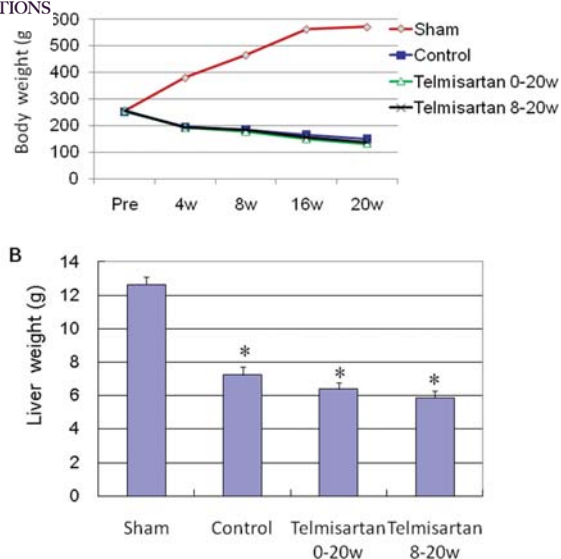 TIONS
600
500
400
300
200
100
0
Body weight (g
Pre 4w 8w 16w 20w
Sham
Control
Telmisartan 0-20w
Telmisartan 8-20w
B
14
12
10
8
6
4
2
0
Liver weight (g)
* * *
Sham Control Telmisartan Telmisartan
0-20w 8-20w